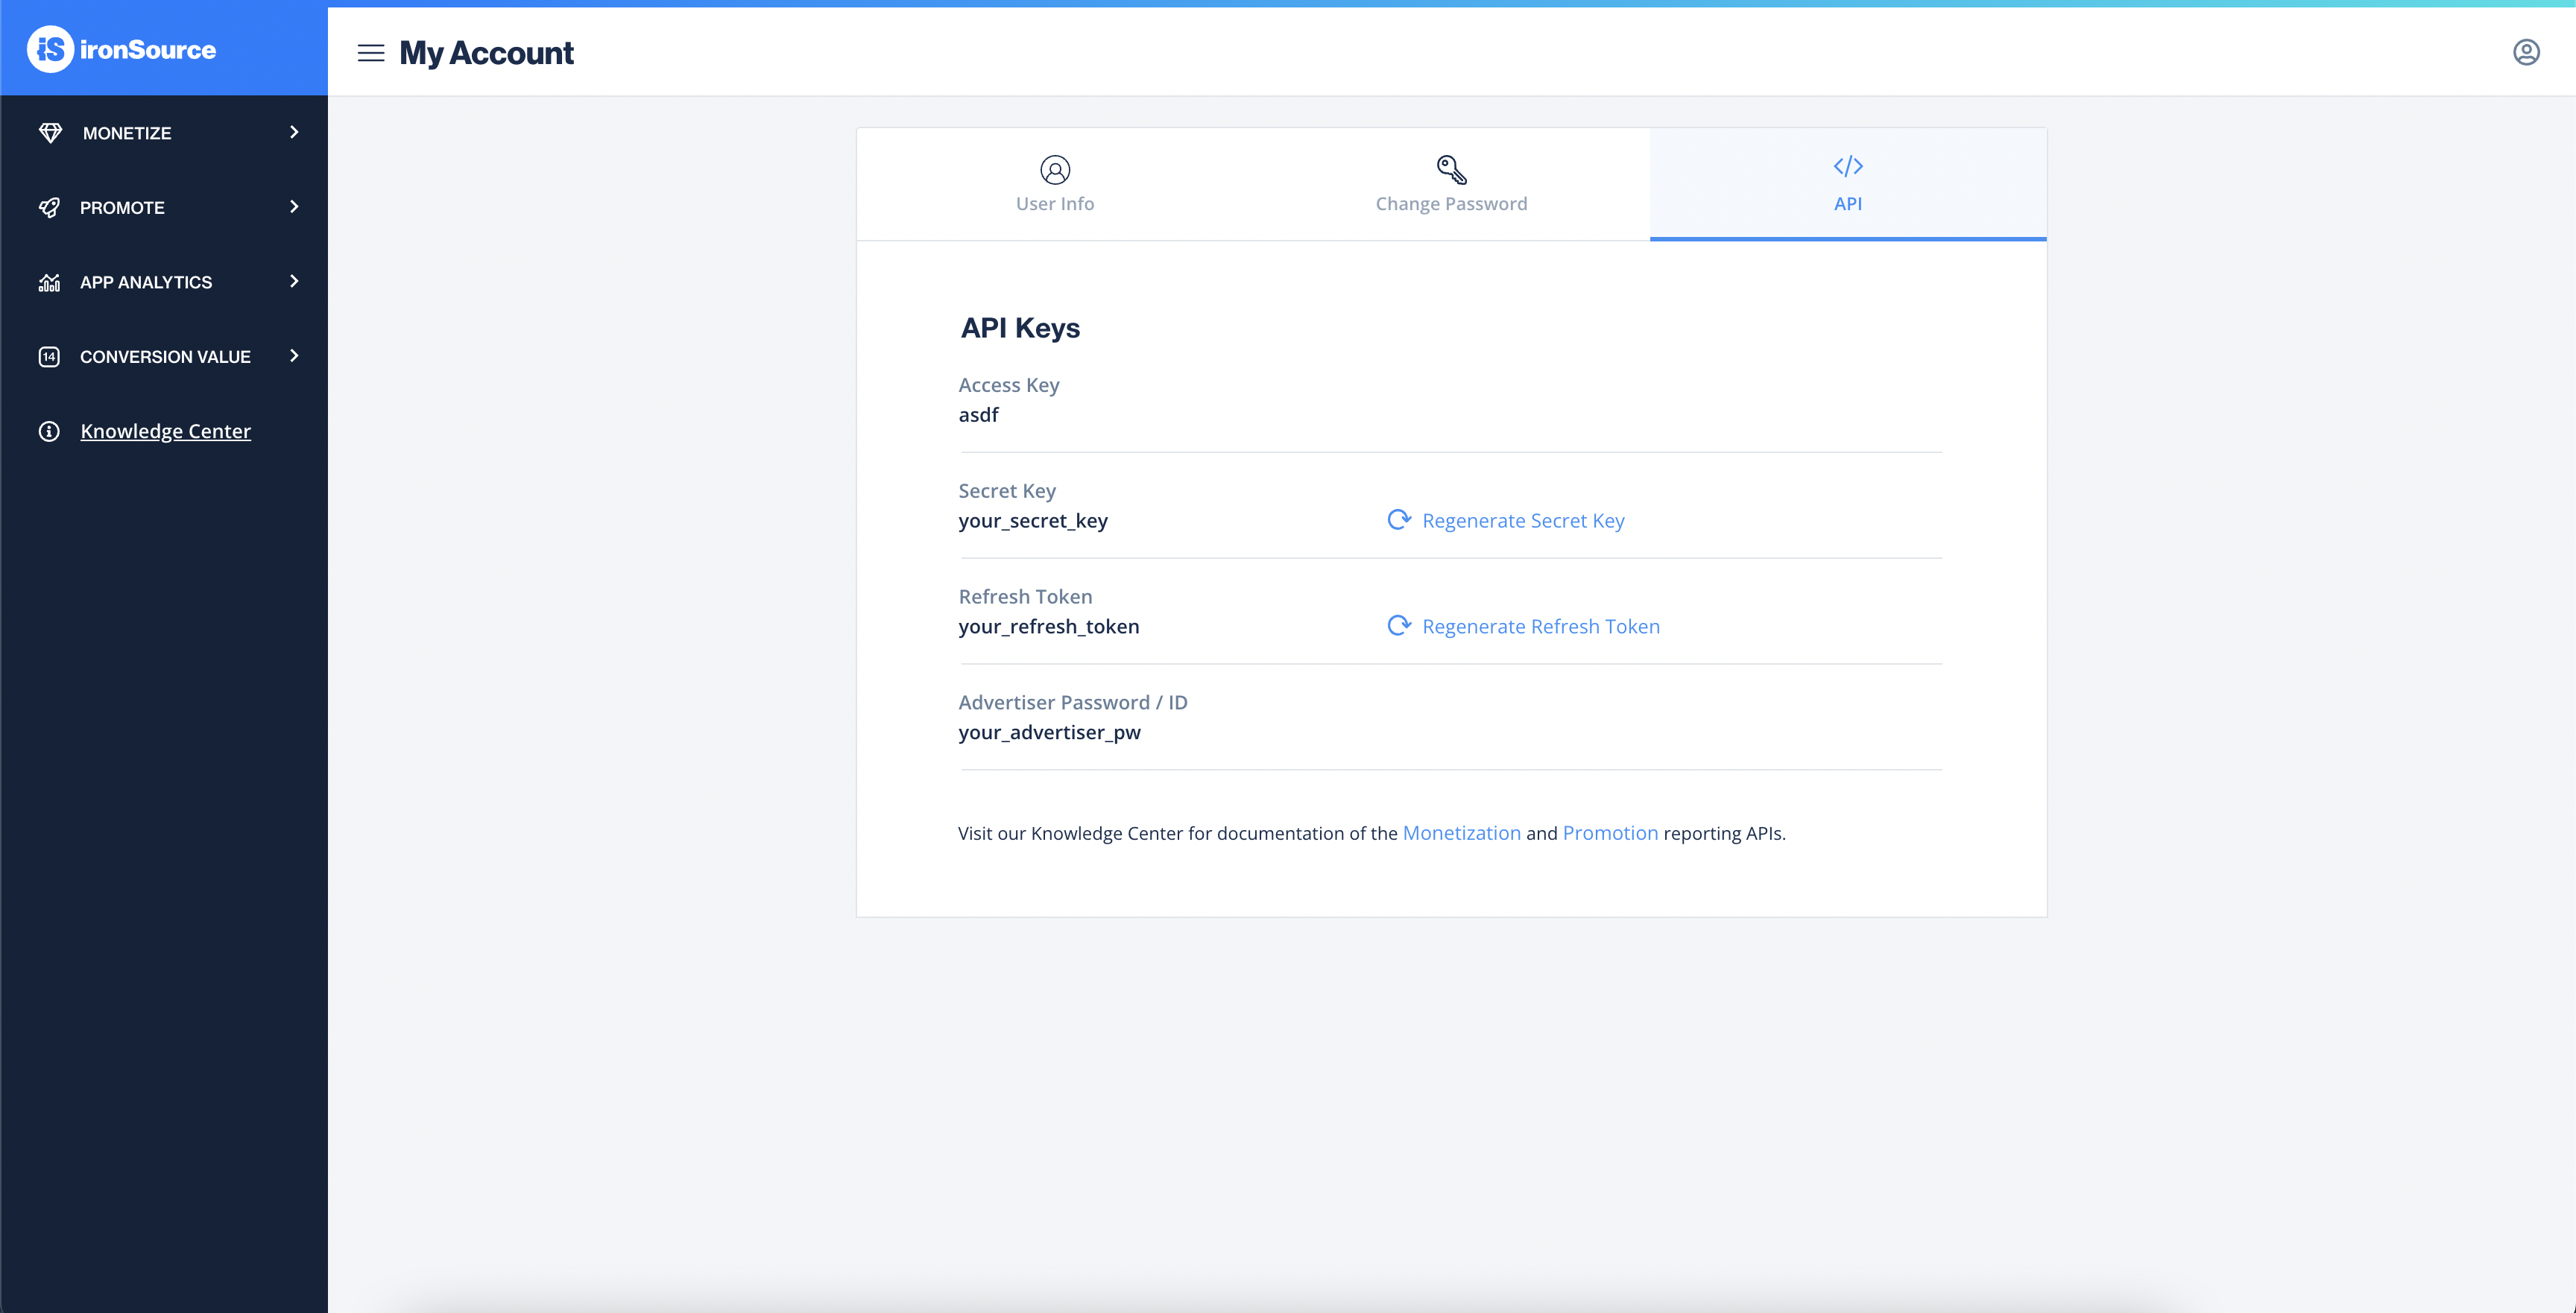 iS ironSource
My Account
MONETIZE
PROMOTE
APP ANALYTICS
14 CONVERSION VALUE
Knowledge Center
User Info
Change Password
</>
API
API Keys
Access Key
asdf
Secret Key
your_secret_key
Regenerate Secret Key
Refresh Token
your_refresh_token
Regenerate Refresh Token
Advertiser Password / ID
your_advertiser_pw
Visit our Knowledge Center for documentation of the Monetization and Promotion reporting APIs.